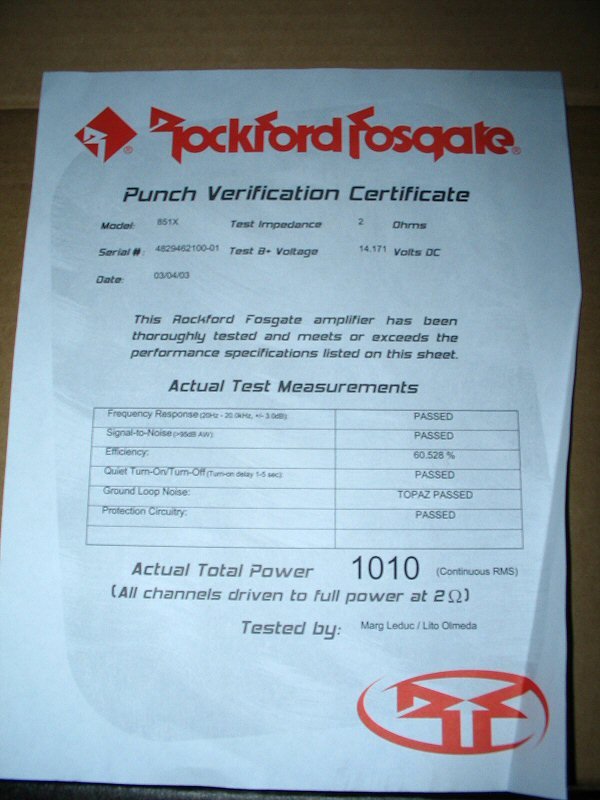 Rockford Fosgate®
Punch Verification Certificate
Model: 851X Test Impedance 2 Ohms
Serial #: 4829462100-01 Test B+ Voltage 14.171 Volts DC
Date: 03/04/03
This Rockford Fosgate amplifier has been
thoroughly tested and meets or exceeds the
performance specifications listed on this sheet.
Actual Test Measurements
Frequency Response (20Hz - 20.0kHz, +/- 3.0dB): PASSED
Signal-to-Noise (>95dB AW): PASSED
Efficiency: 60.528 %
Quiet Turn-On/Turn-Off (Turn-on delay 1-5 sec): PASSED
Ground Loop Noise: TOPAZ PASSED
Protection Circuitry: PASSED
Actual Total Power 1010 (Continuous RMS)
(All channels driven to full power at 2Ω)
Tested by: Marg Leduc / Lito Olmeda